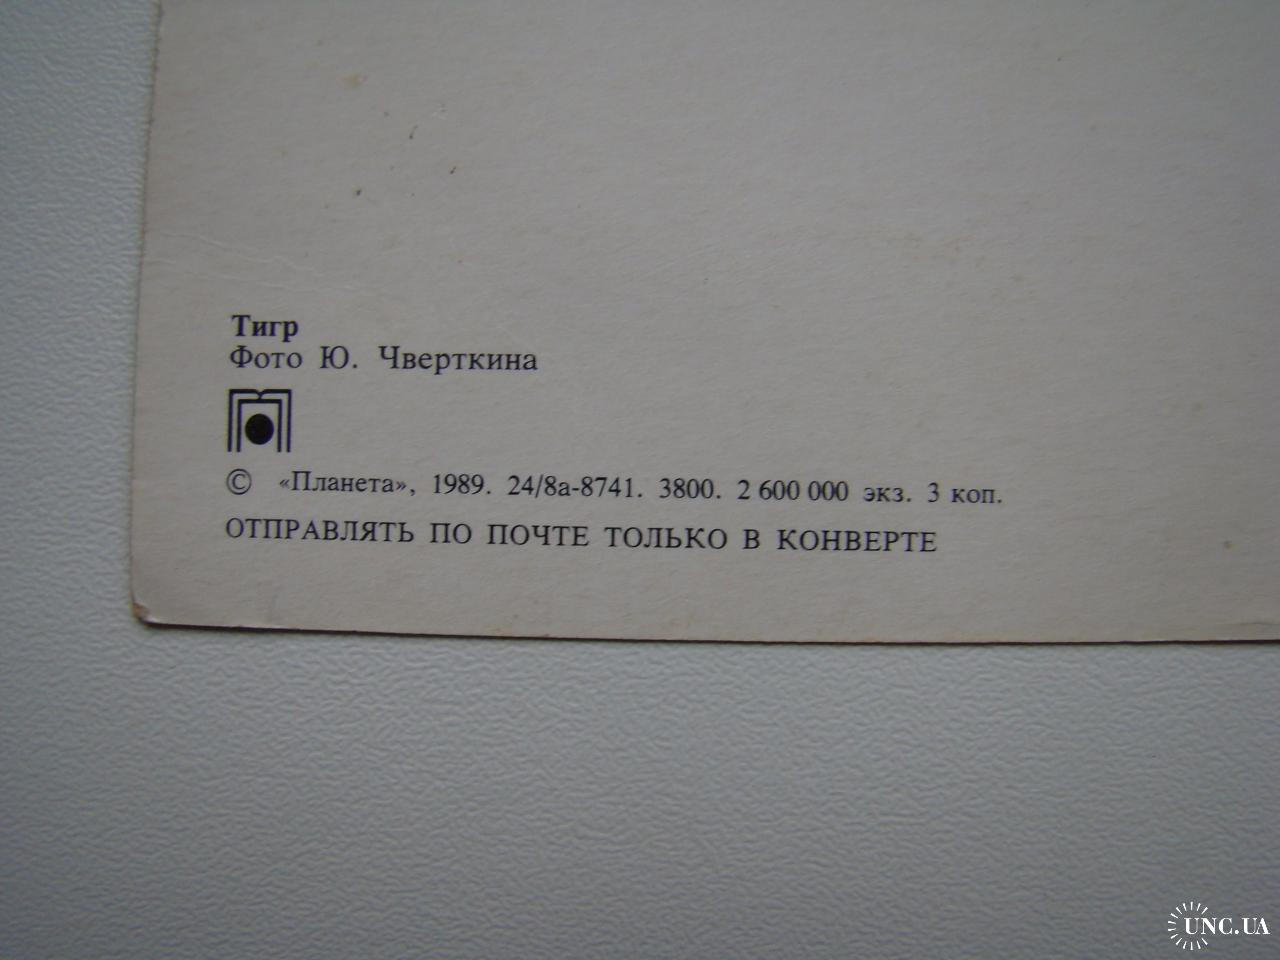 Тигр
Фото Ю. Чверткина
© «Планета», 1989. 24/8а-8741. 3800. 2 600 000 экз. 3 коп.
ОТПРАВЛЯТЬ ПО ПОЧТЕ ТОЛЬКО В КОНВЕРТЕ
UNC.UA